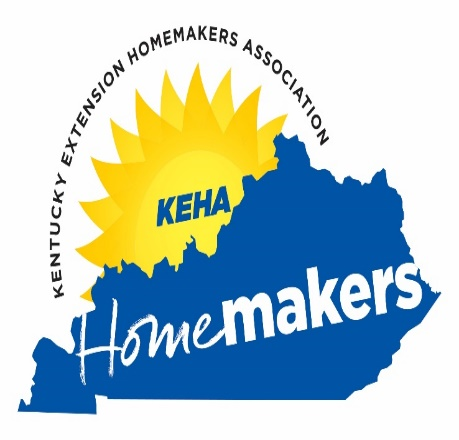 KENTUCKY EXTENSION HOMEMAKERS ASSOCIATION
KEHA
Homemakers